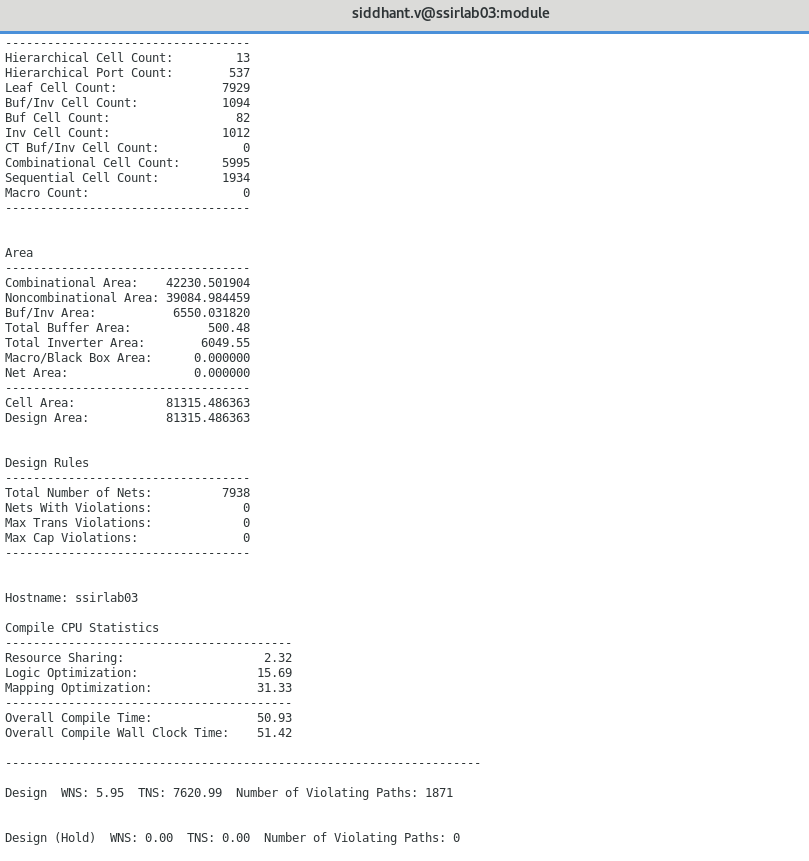 siddhant.v@ssirlab03:module
-----------------------------------
Hierarchical Cell Count:         13
Hierarchical Port Count:        537
Leaf Cell Count:               7929
Buf/Inv Cell Count:            1094
Buf Cell Count:                  82
Inv Cell Count:                1012
CT Buf/Inv Cell Count:            0
Combinational Cell Count:      5995
Sequential Cell Count:         1934
Macro Count:                      0
-----------------------------------
Area
-----------------------------------
Combinational Area:    42230.501904
Noncombinational Area: 39084.984459
Buf/Inv Area:           6550.031820
Total Buffer Area:           500.48
Total Inverter Area:        6049.55
Macro/Black Box Area:      0.000000
Net Area:                  0.000000
-----------------------------------
Cell Area:             81315.486363
Design Area:           81315.486363
Design Rules
-----------------------------------
Total Number of Nets:          7938
Nets With Violations:             0
Max Trans Violations:             0
Max Cap Violations:               0
-----------------------------------
Hostname: ssirlab03
Compile CPU Statistics
-----------------------------------------
Resource Sharing:                    2.32
Logic Optimization:                 15.69
Mapping Optimization:               31.33
-----------------------------------------
Overall Compile Time:               50.93
Overall Compile Wall Clock Time:    51.42
--------------------------------------------------------------------
Design  WNS: 5.95  TNS: 7620.99  Number of Violating Paths: 1871
Design (Hold)  WNS: 0.00  TNS: 0.00  Number of Violating Paths: 0